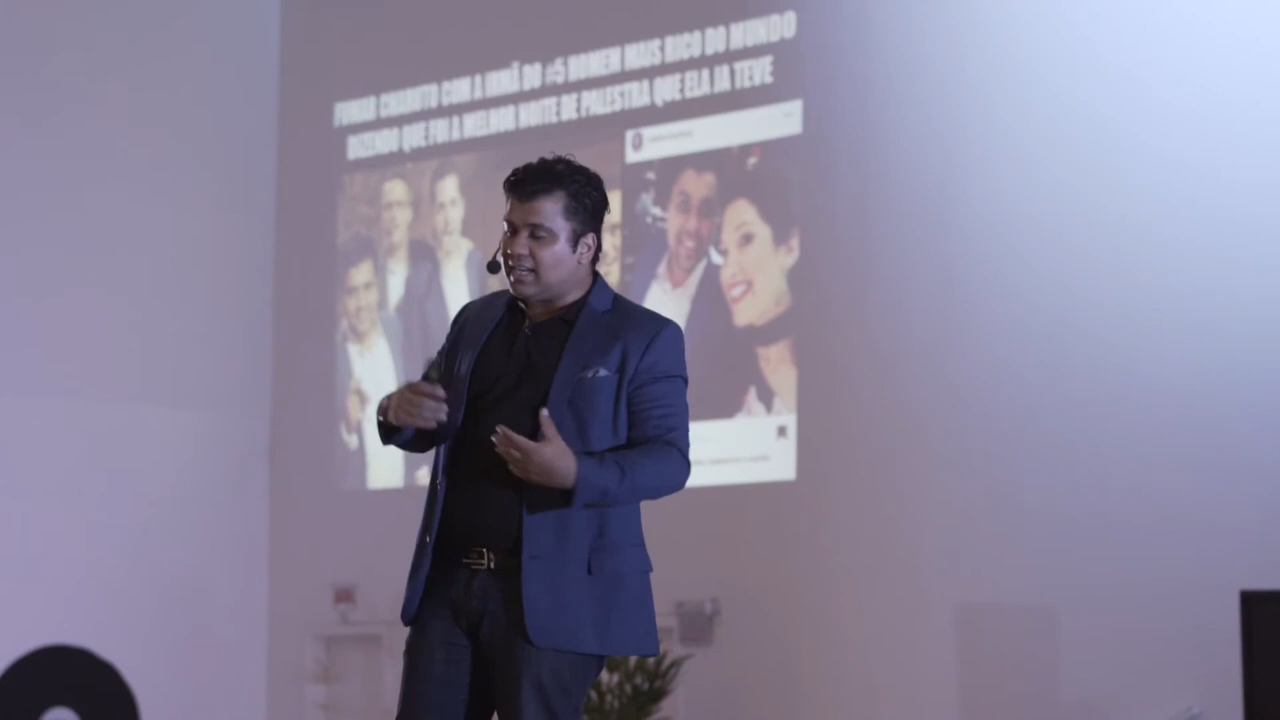 FUMAR CHARUTO COM A IRMÃ DO #5 HOMEM MAIS RICO DO MUNDO
DIZENDO QUE FOI A MELHOR NOITE DE PALESTRA QUE ELA JA TEVE